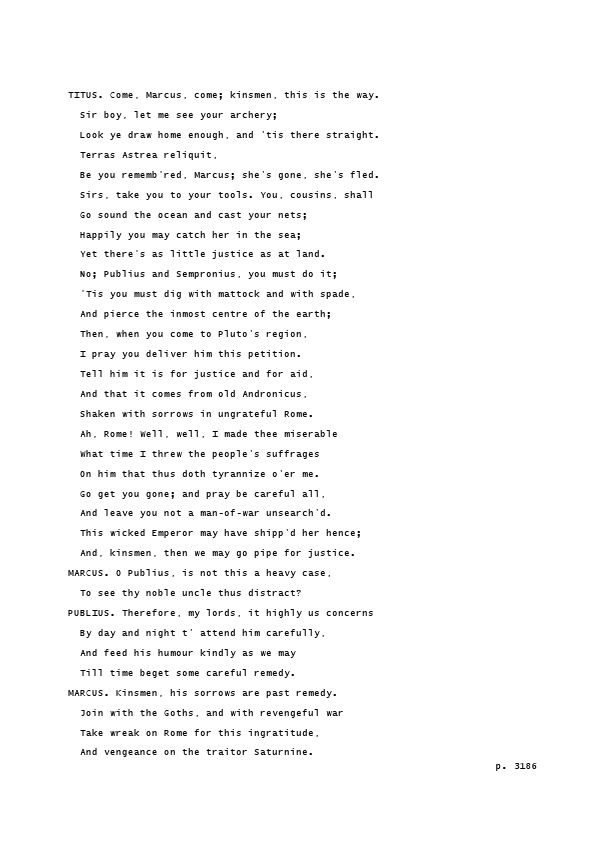 TITUS. Come, Marcus, come; kinsmen, this is the way.
Sir boy, let me see your archery;
Look ye draw home enough, and 'tis there straight.
Terras Astrea reliquit,
Be you rememb'red, Marcus; she's gone, she's fled.
Sirs, take you to your tools. You, cousins, shall
Go sound the ocean and cast your nets;
Happily you may catch her in the sea;
Yet there's as little justice as at land.
No; Publius and Sempronius, you must do it;
'Tis you must dig with mattock and with spade,
And pierce the inmost centre of the earth;
Then, when you come to Pluto's region,
I pray you deliver him this petition.
Tell him it is for justice and for aid,
And that it comes from old Andronicus,
Shaken with sorrows in ungrateful Rome.
Ah, Rome! Well, well, I made thee miserable
What time I threw the people's suffrages
On him that thus doth tyrannize o'er me.
Go get you gone; and pray be careful all,
And leave you not a man-of-war unsearch'd.
This wicked Emperor may have shipp'd her hence;
And, kinsmen, then we may go pipe for justice.
MARCUS. O Publius, is not this a heavy case,
To see thy noble uncle thus distract?
PUBLIUS. Therefore, my lords, it highly us concerns
By day and night t' attend him carefully,
And feed his humour kindly as we may
Till time beget some careful remedy.
MARCUS. Kinsmen, his sorrows are past remedy.
Join with the Goths, and with revengeful war
Take wreak on Rome for this ingratitude,
And vengeance on the traitor Saturnine.
p. 3186